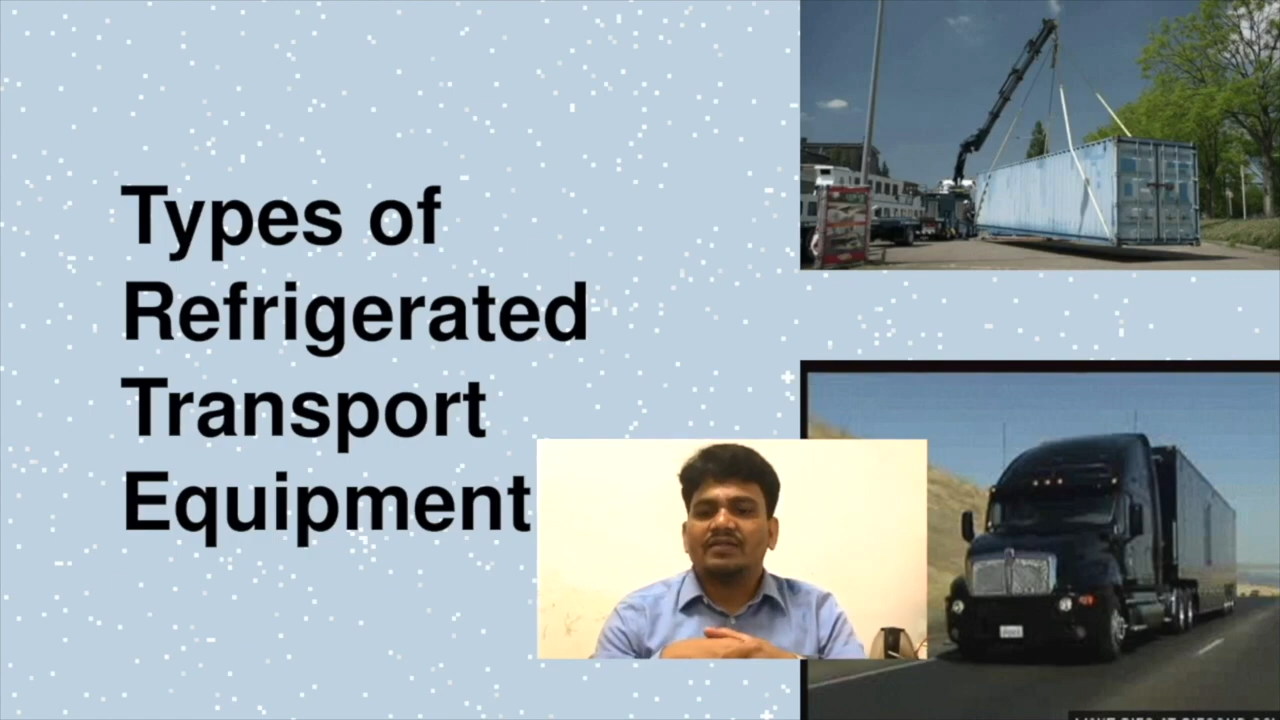 Types of
Refrigerated
Transport
Equipment